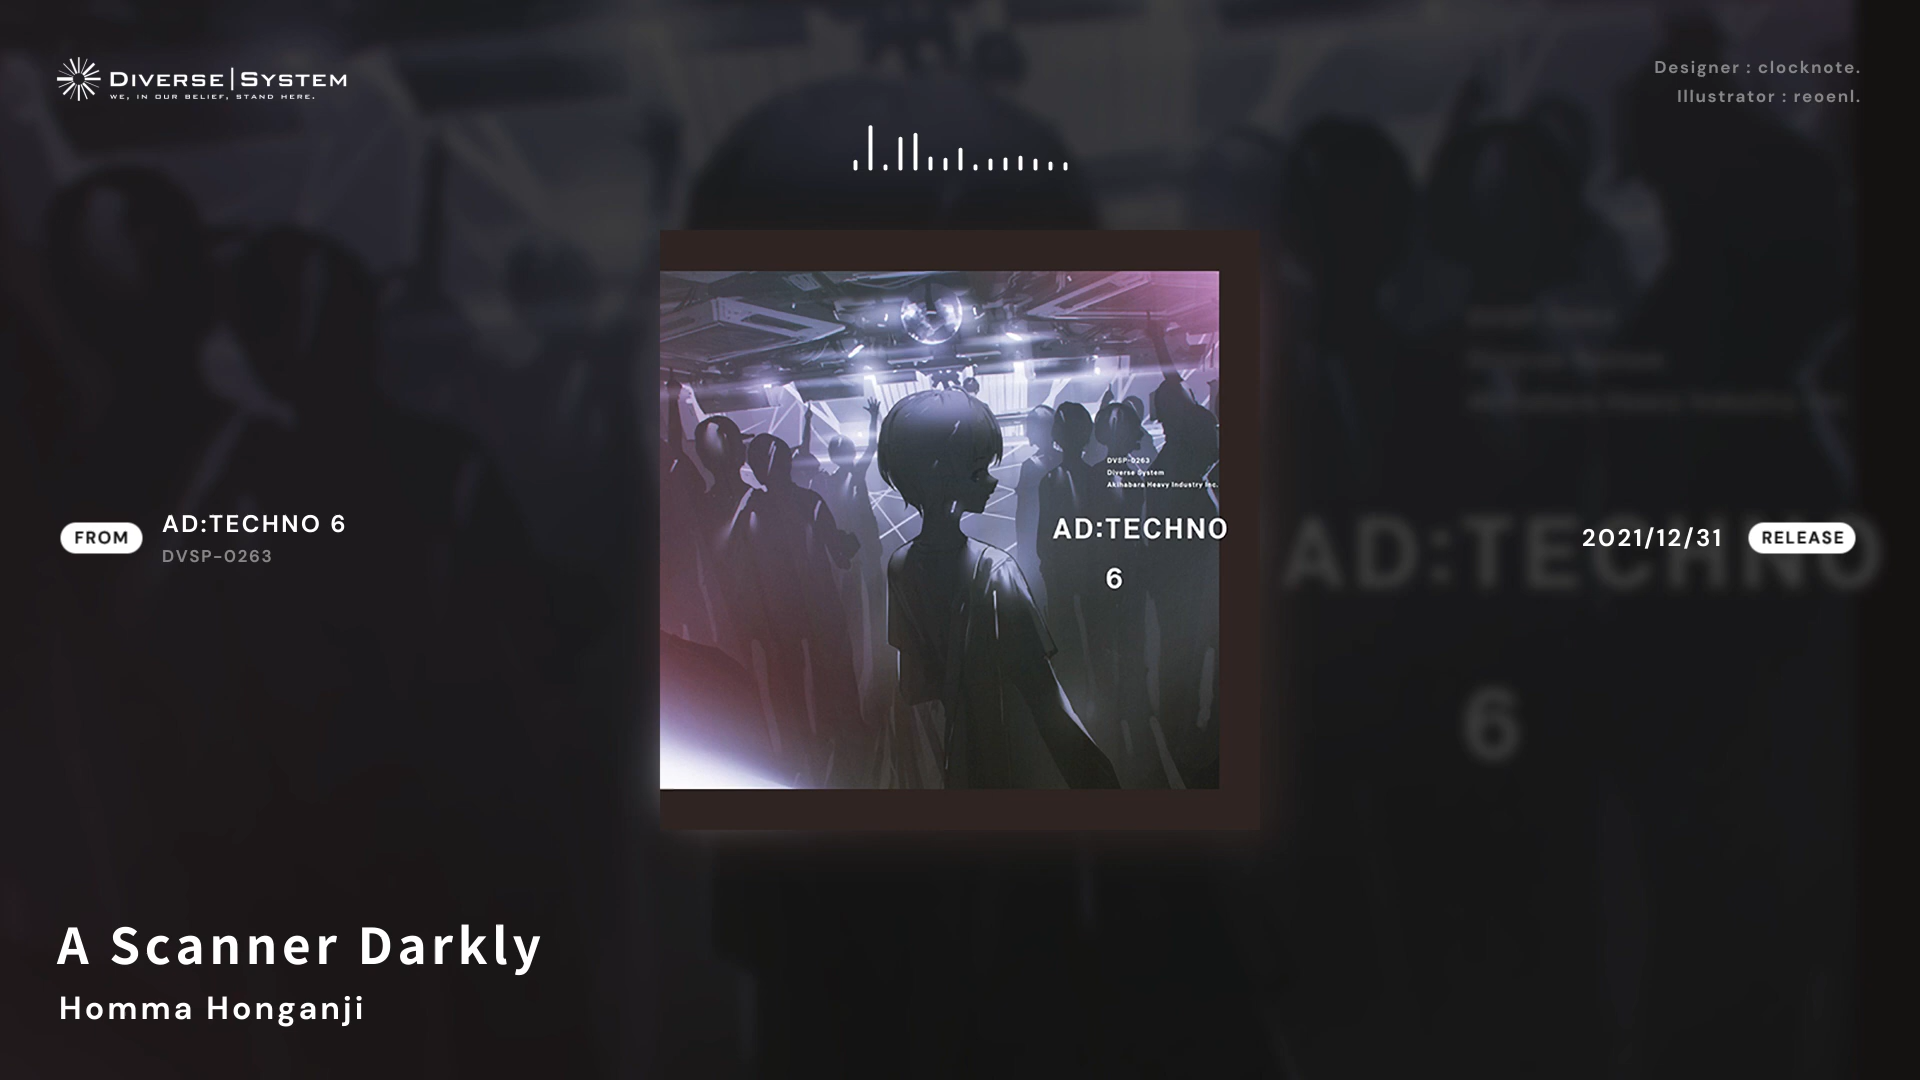 DIVERSE|SYSTEM
WE, IN OUR BELIEF, STAND HERE.
Designer : clocknote.
Illustrator : reoenl.
DVSP-0263
Diverse System
Akihabara Heavy Industry Inc.
AD:TECHNO
6
FROM
AD:TECHNO 6
DVSP-0263
2021/12/31
RELEASE
AD:TECHNO
6
A Scanner Darkly
Homma Honganji